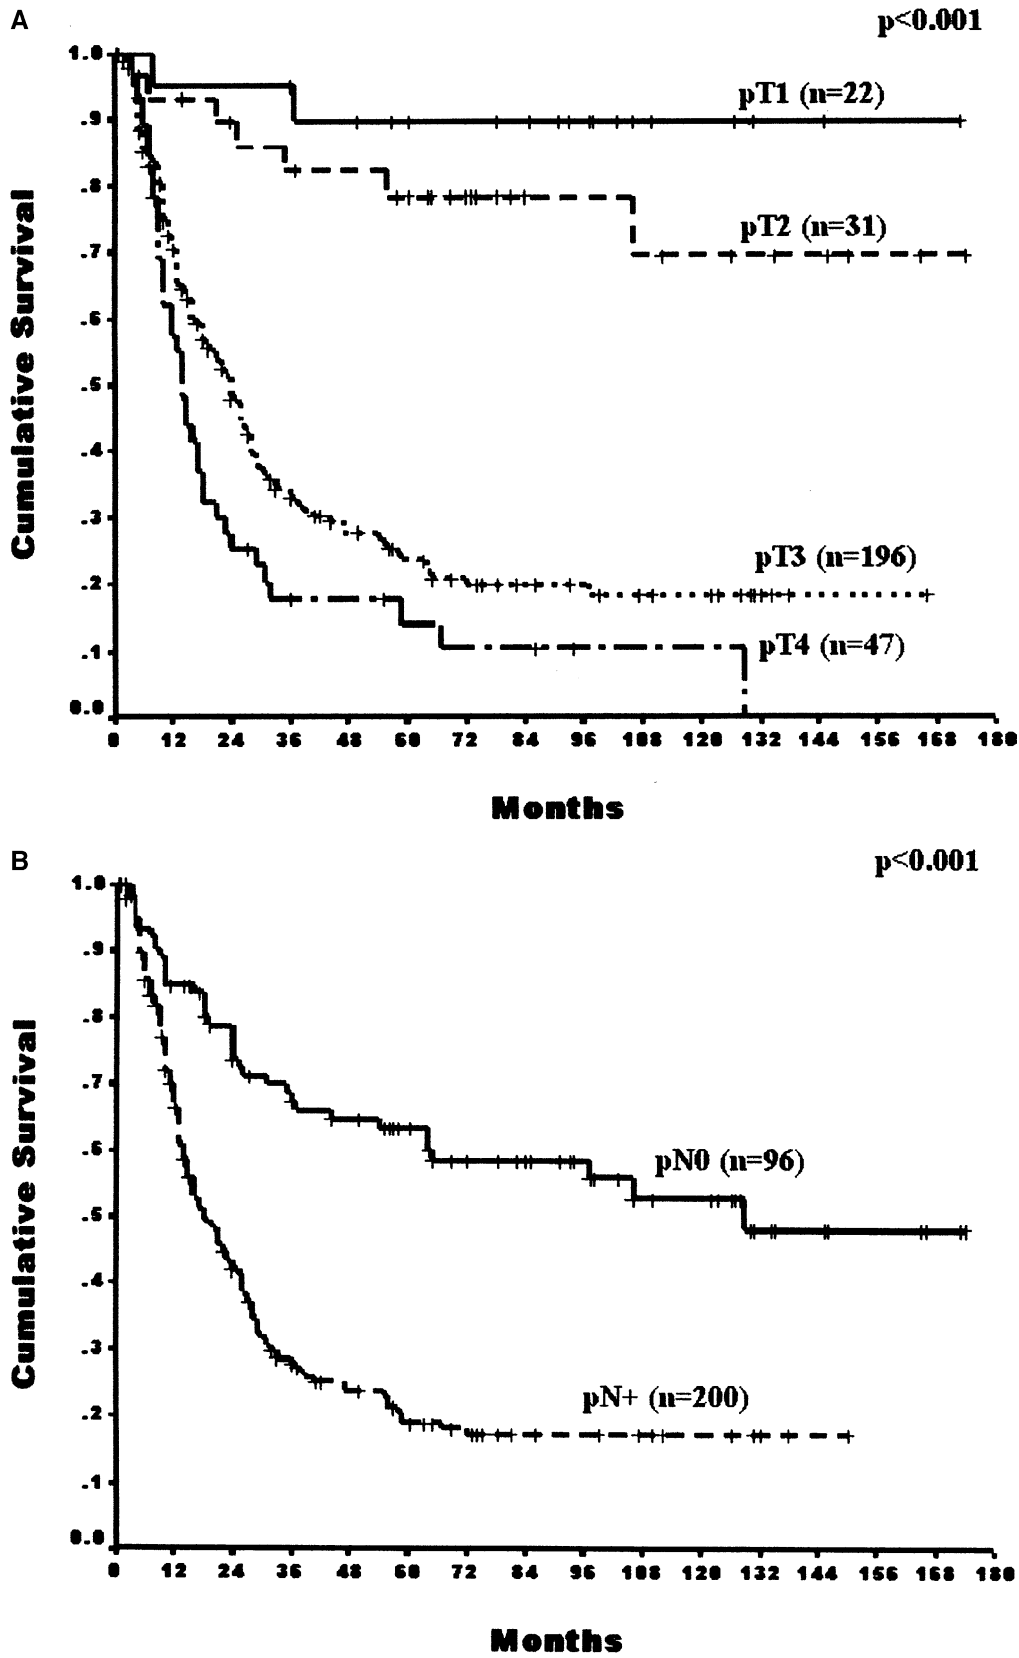 A
p<0.001
Cumulative Survival
1.0
.9
.8
.7
.6
.5
.4
.3
.2
.1
0.0
pT1 (n=22)
pT2 (n=31)
pT3 (n=196)
pT4 (n=47)
0 12 24 36 48 60 72 84 96 108 120 132 144 156 168 180
Months
B
p<0.001
Cumulative Survival
1.0
.9
.8
.7
.6
.5
.4
.3
.2
.1
0.0
pN0 (n=96)
pN+ (n=200)
0 12 24 36 48 60 72 84 96 108 120 132 144 156 168 180
Months